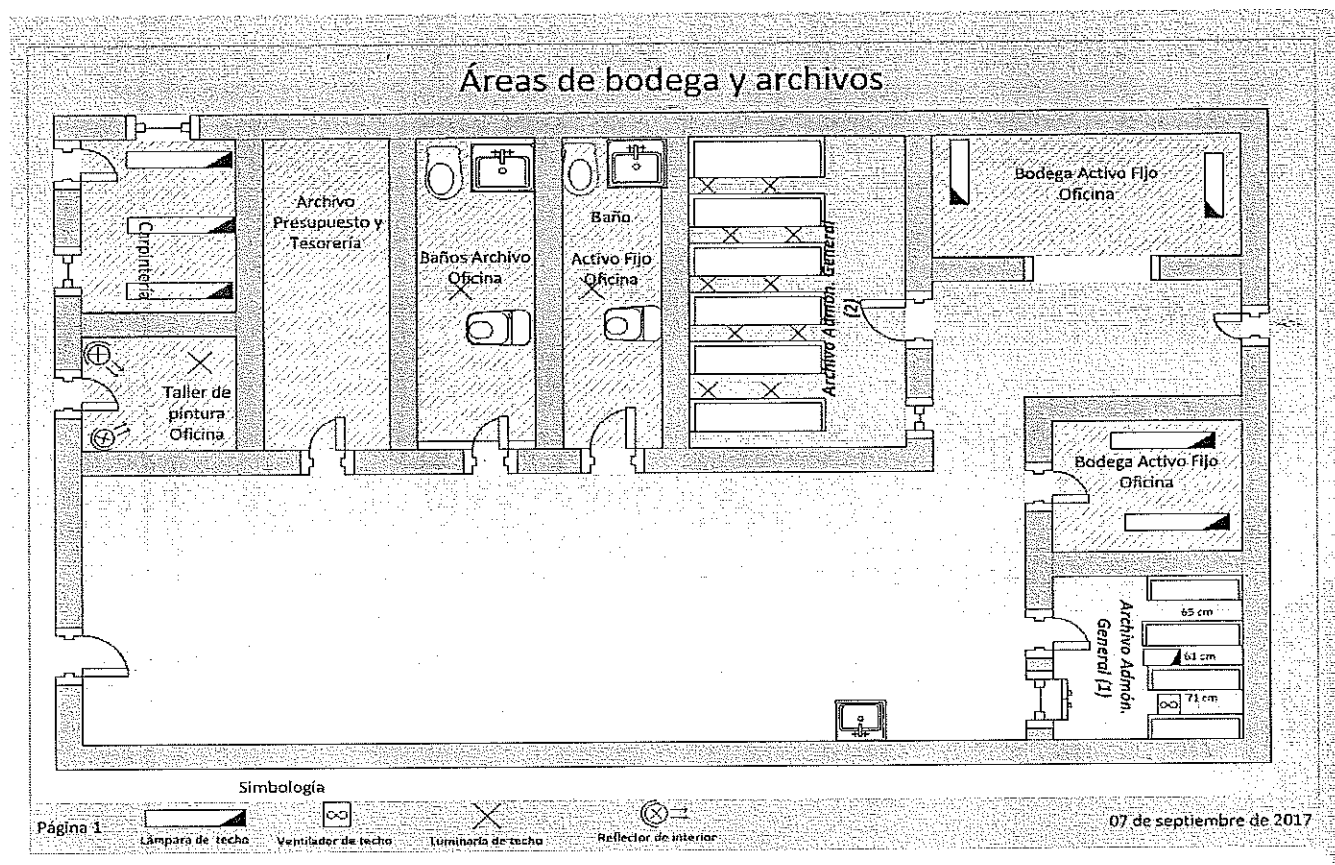 Áreas de bodega y archivos
Carpintería
Archivo
Presupuesto y
Tesorería
Baños Archivo
Oficina
Baño
Activo Fijo
Oficina
Archivo Admón. General
(2)
Bodega Activo Fijo
Oficina
Taller de
pintura
Oficina
Bodega Activo Fijo
Oficina
Archivo Admón.
General (1)
65 cm
61 cm
71 cm
Simbología
Página 1
Lámpara de techo
Ventilador de techo
Luminaria de techo
Reflector de interior
07 de septiembre de 2017